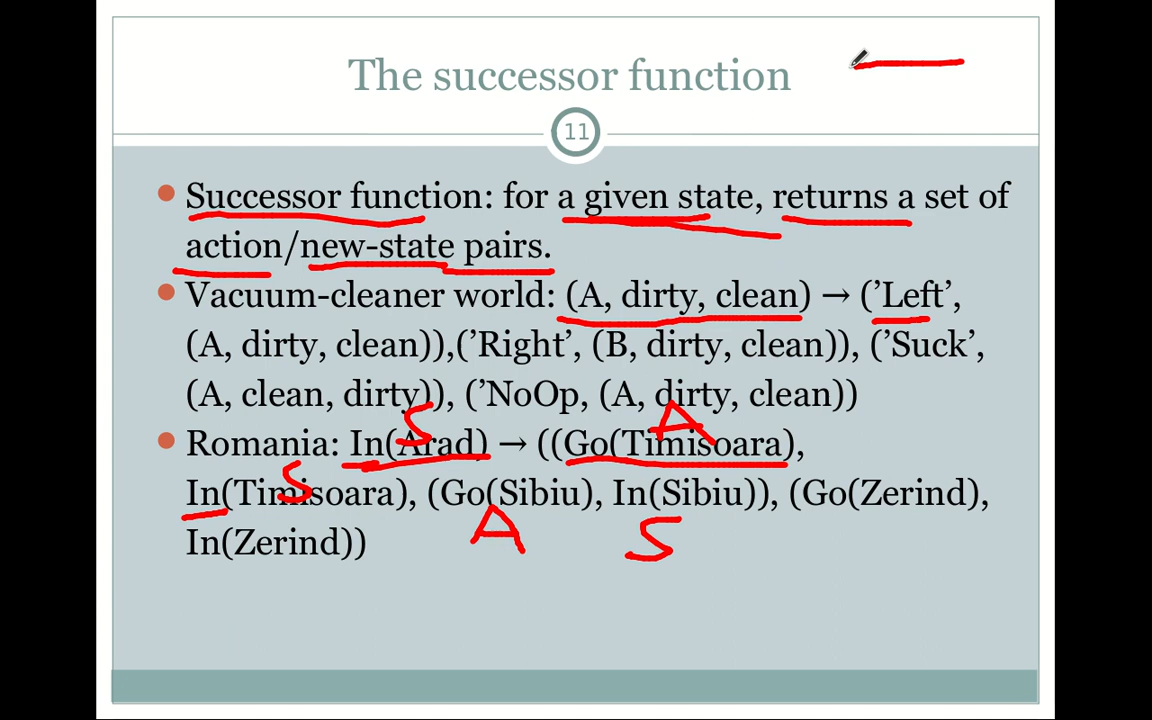 The successor function
11
Successor function: for a given state, returns a set of
action/new-state pairs.
Vacuum-cleaner world: (A, dirty, clean) → (’Left’,
(A, dirty, clean)),(’Right’, (B, dirty, clean)), (’Suck’,
(A, clean, dirty)), (’NoOp, (A, dirty, clean))
S A
Romania: In(Arad) → ((Go(Timisoara),
S
In(Timisoara), (Go(Sibiu), In(Sibiu)), (Go(Zerind),
A S
In(Zerind))